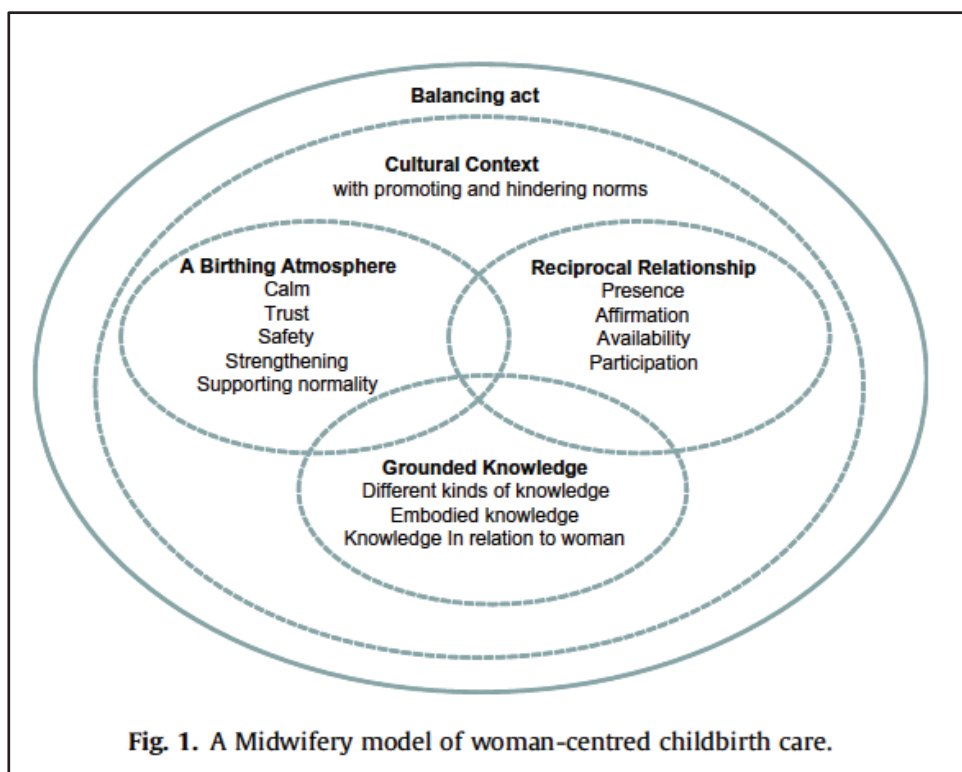 Balancing act
Cultural Context
with promoting and hindering norms
A Birthing Atmosphere
Calm
Trust
Safety
Strengthening
Supporting normality
Reciprocal Relationship
Presence
Affirmation
Availability
Participation
Grounded Knowledge
Different kinds of knowledge
Embodied knowledge
Knowledge In relation to woman
Fig. 1. A Midwifery model of woman-centred childbirth care.